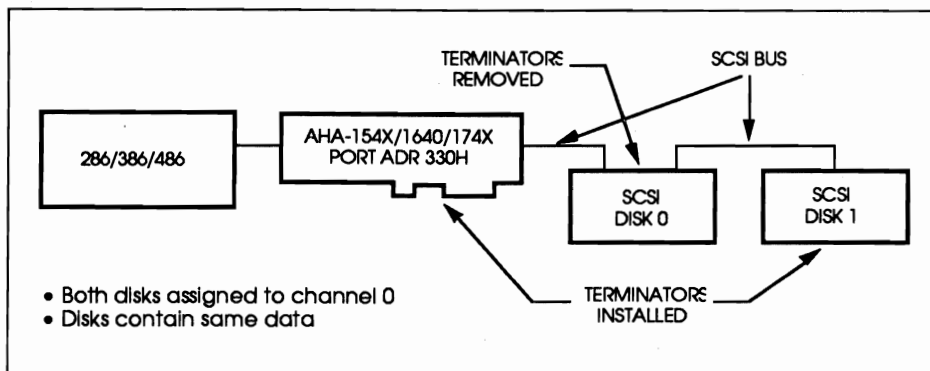 TERMINATORS
REMOVED
SCSI BUS
286/386/486
AHA-154X/1640/174X
PORT ADR 330H
SCSI
DISK 0
SCSI
DISK 1
• Both disks assigned to channel 0
• Disks contain same data
TERMINATORS
INSTALLED